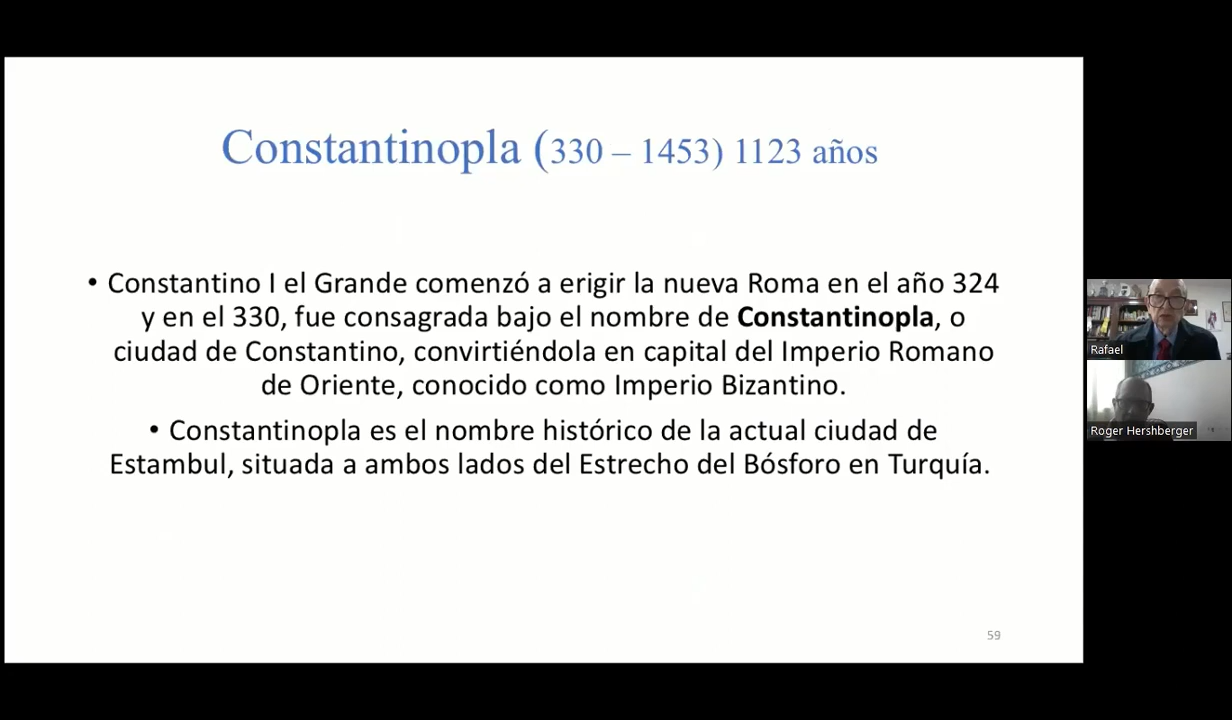 Constantinopla (330 – 1453) 1123 años
• Constantino I el Grande comenzó a erigir la nueva Roma en el año 324
y en el 330, fue consagrada bajo el nombre de Constantinopla, o
ciudad de Constantino, convirtiéndola en capital del Imperio Romano
de Oriente, conocido como Imperio Bizantino.
• Constantinopla es el nombre histórico de la actual ciudad de
Estambul, situada a ambos lados del Estrecho del Bósforo en Turquía.
59
Rafael
Roger Hershberger